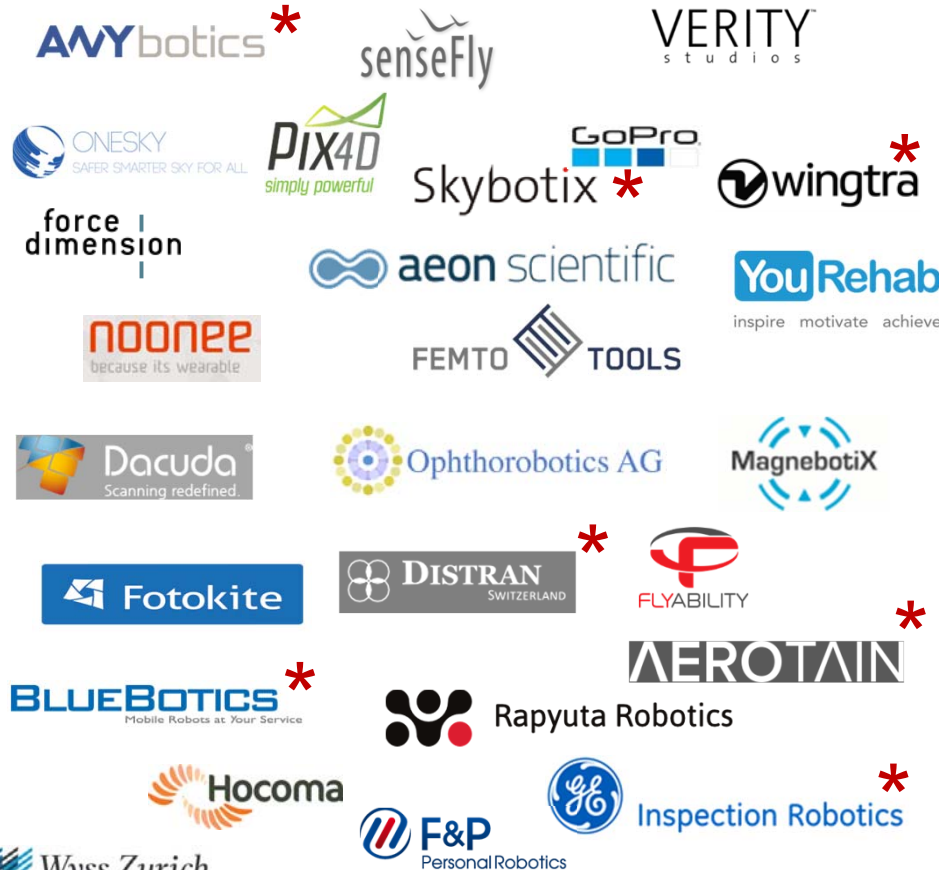 ANYbotics *
senseFly
VERITY™
studios
ONESKY
SAFER SMARTER SKY FOR ALL
PIX4D
simply powerful
GoPro
Skybotix *
wingtra *
force
dimension
aeon scientific
YouRehab
inspire motivate achieve
noonee
because its wearable
FEMTO TOOLS
Dacuda®
Scanning redefined.
Ophthorobotics AG
MagnebotiX
Fotokite
DISTRAN *
SWITZERLAND
FLYABILITY
AEROTAIN *
BLUEBOTICS *
Mobile Robots at Your Service
Rapyuta Robotics
Hocoma
GE
Inspection Robotics *
F&P
Personal Robotics
Wyss Zurich